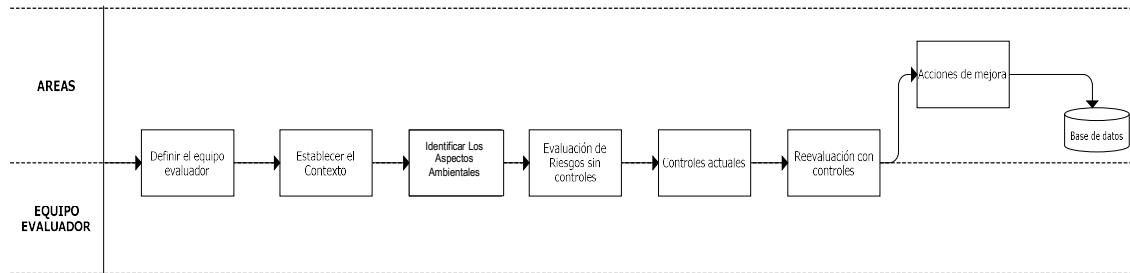 AREAS
EQUIPO
EVALUADOR
Definir el equipo
evaluador
Establecer el
Contexto
Identificar Los
Aspectos
Ambientales
Evaluación de
Riesgos sin
controles
Controles actuales
Reevaluación con
controles
Acciones de mejora
Base de datos